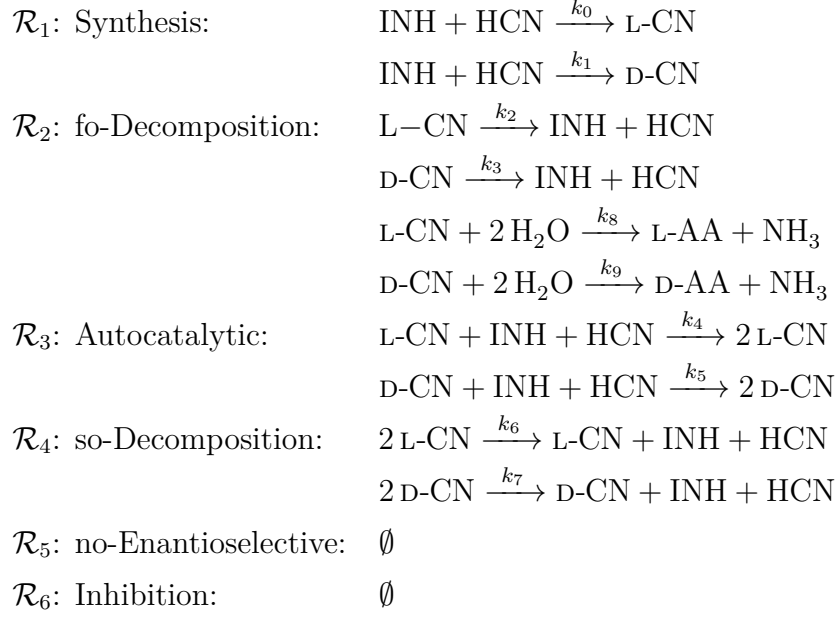 R₁: Synthesis: INH + HCN —k₀→ L-CN
INH + HCN —k₁→ D-CN
R₂: fo-Decomposition: L−CN —k₂→ INH + HCN
D-CN —k₃→ INH + HCN
L-CN + 2 H₂O —k₈→ L-AA + NH₃
D-CN + 2 H₂O —k₉→ D-AA + NH₃
R₃: Autocatalytic: L-CN + INH + HCN —k₄→ 2 L-CN
D-CN + INH + HCN —k₅→ 2 D-CN
R₄: so-Decomposition: 2 L-CN —k₆→ L-CN + INH + HCN
2 D-CN —k₇→ D-CN + INH + HCN
R₅: no-Enantioselective: ∅
R₆: Inhibition: ∅